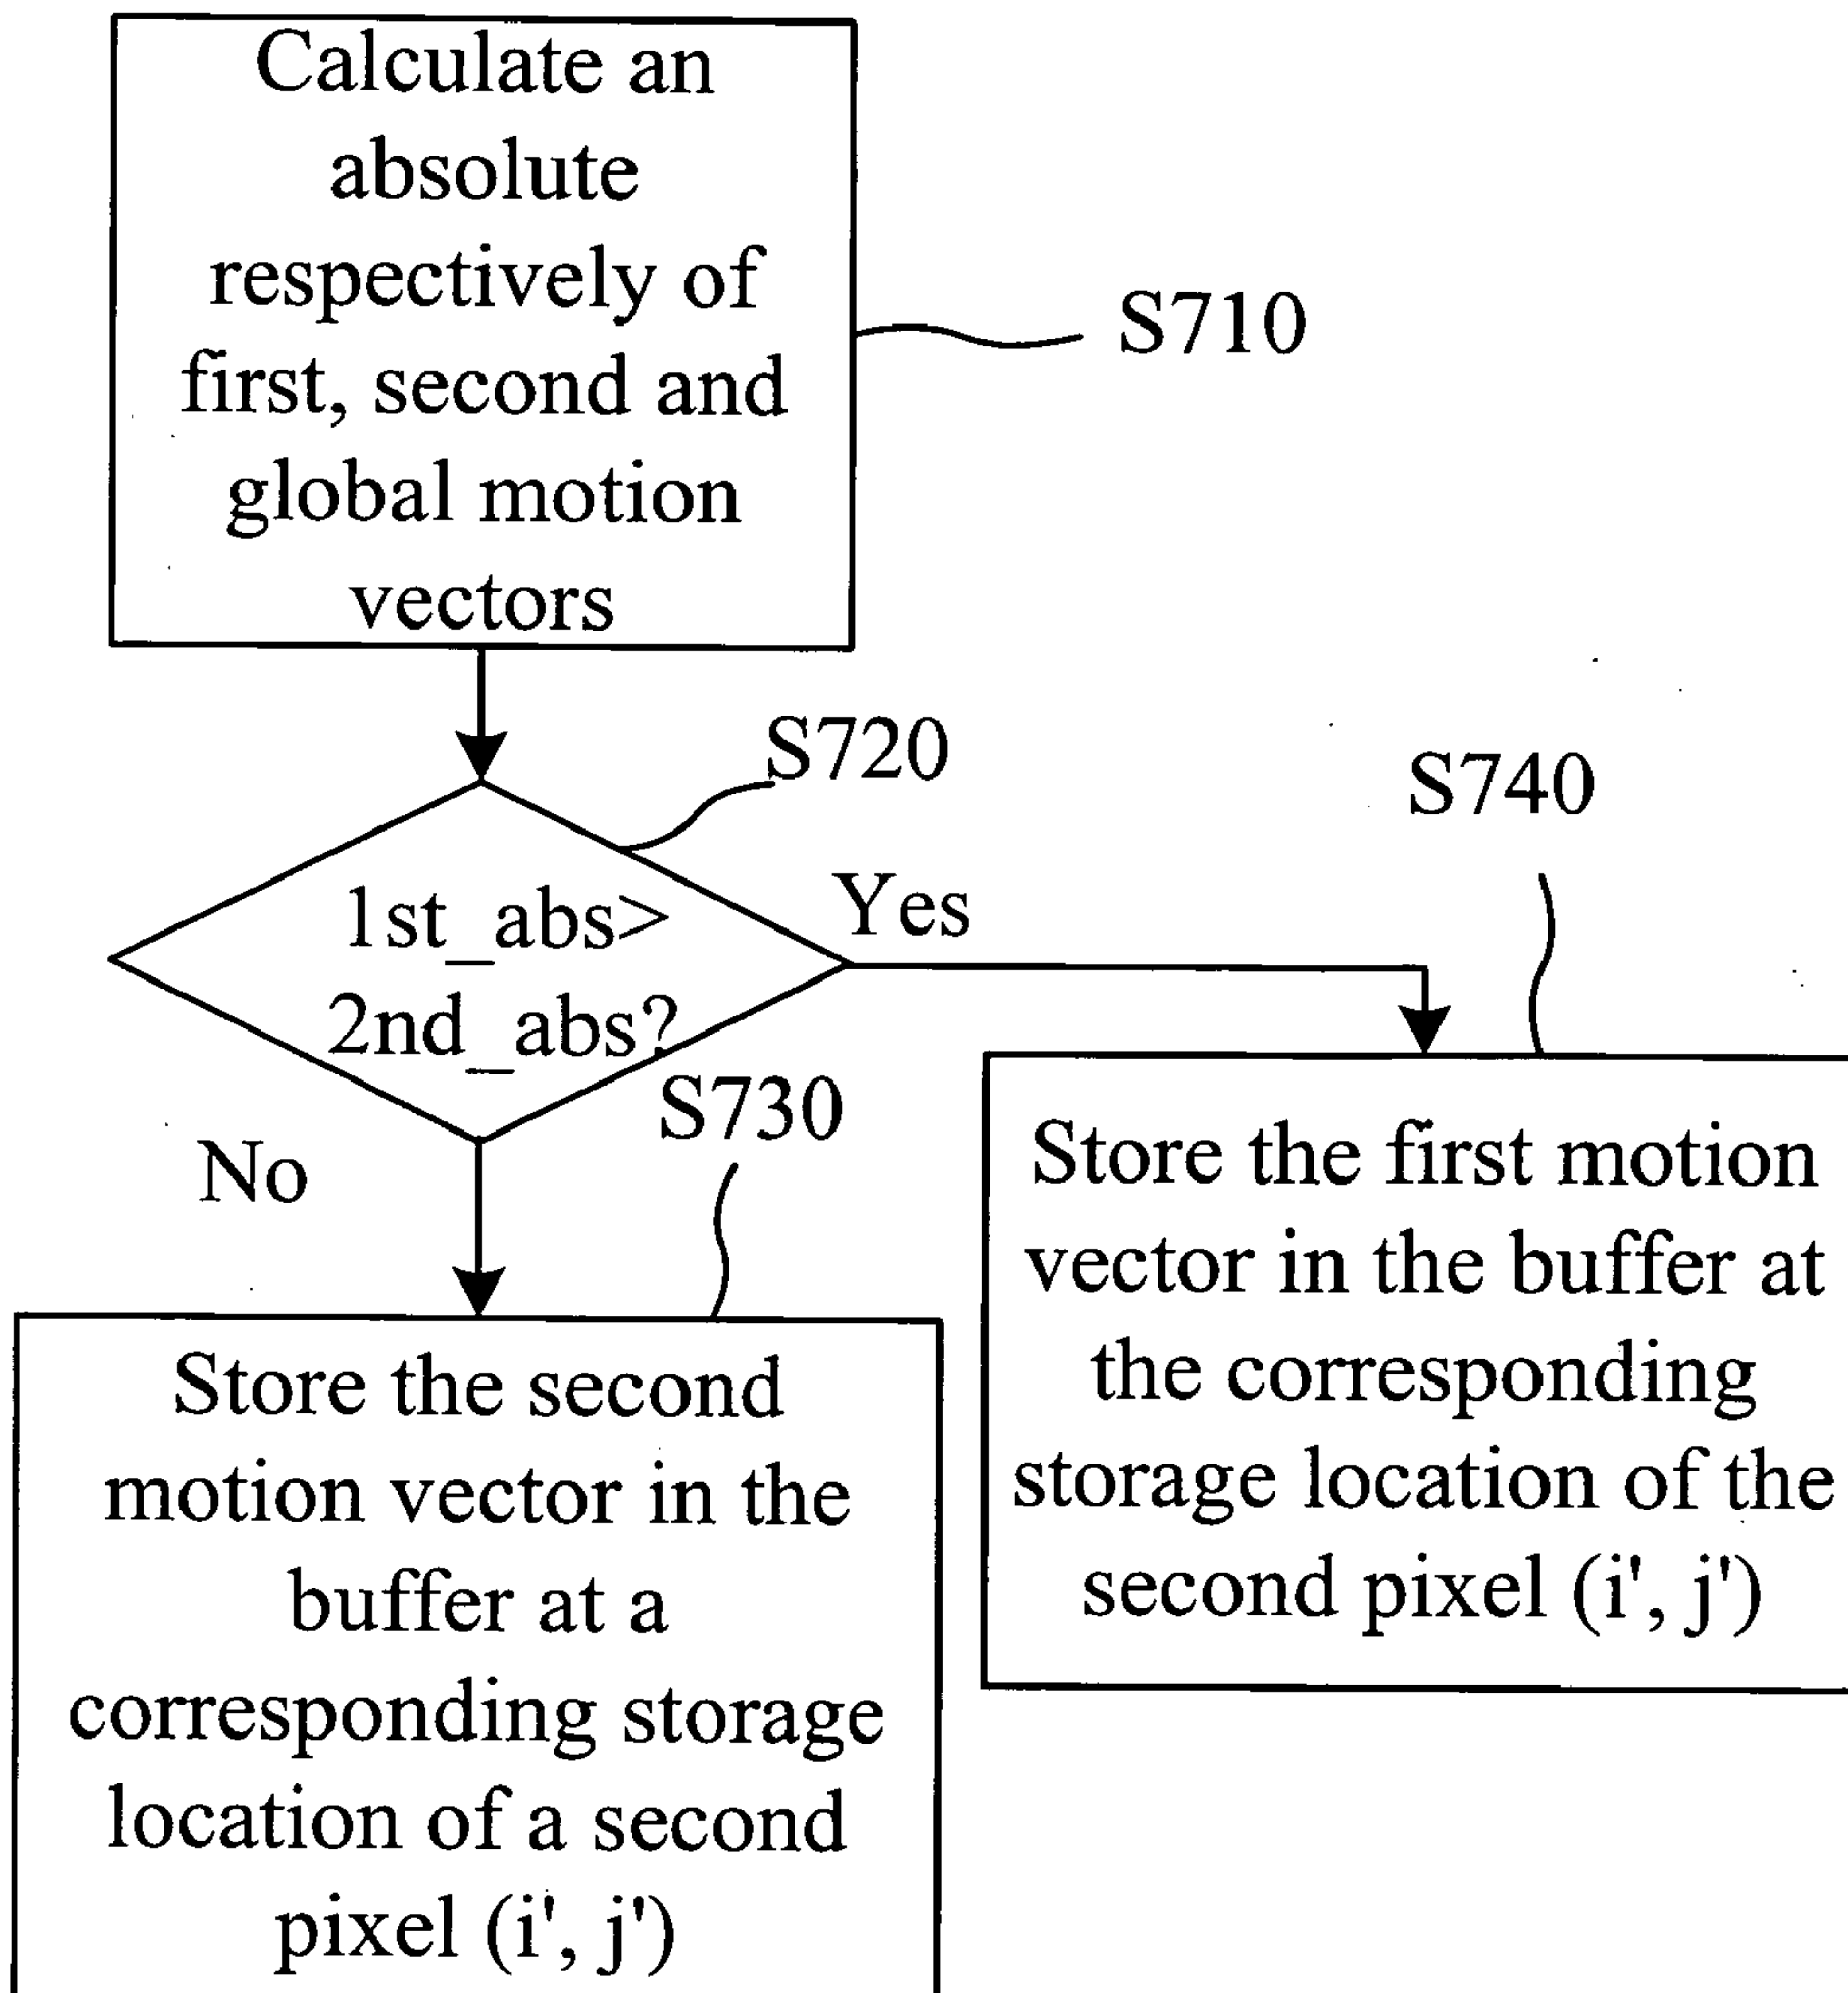 Calculate an
absolute
respectively of
first, second and
global motion
vectors
S710
S720
1st_abs>
2nd_abs?
Yes
No
S730
Store the second
motion vector in the
buffer at a
corresponding storage
location of a second
pixel (i', j')
S740
Store the first motion
vector in the buffer at
the corresponding
storage location of the
second pixel (i', j')